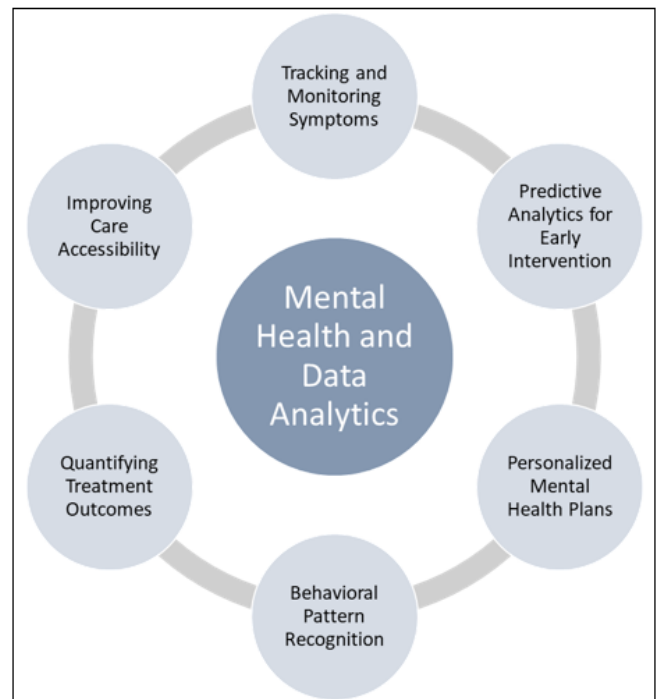 Tracking and
Monitoring
Symptoms
Predictive
Analytics for
Early
Intervention
Personalized
Mental
Health Plans
Behavioral
Pattern
Recognition
Quantifying
Treatment
Outcomes
Improving
Care
Accessibility
Mental
Health and
Data
Analytics